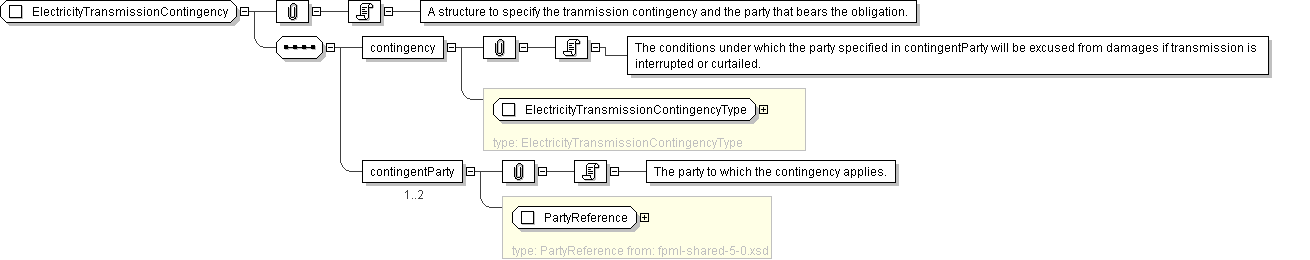 ElectricityTransmissionContingency
A structure to specify the tranmission contingency and the party that bears the obligation.
contingency
The conditions under which the party specified in contingentParty will be excused from damages if transmission is
interrupted or curtailed.
ElectricityTransmissionContingencyType
type: ElectricityTransmissionContingencyType
contingentParty
The party to which the contingency applies.
1..2
PartyReference
type: PartyReference from: fpml-shared-5-0.xsd